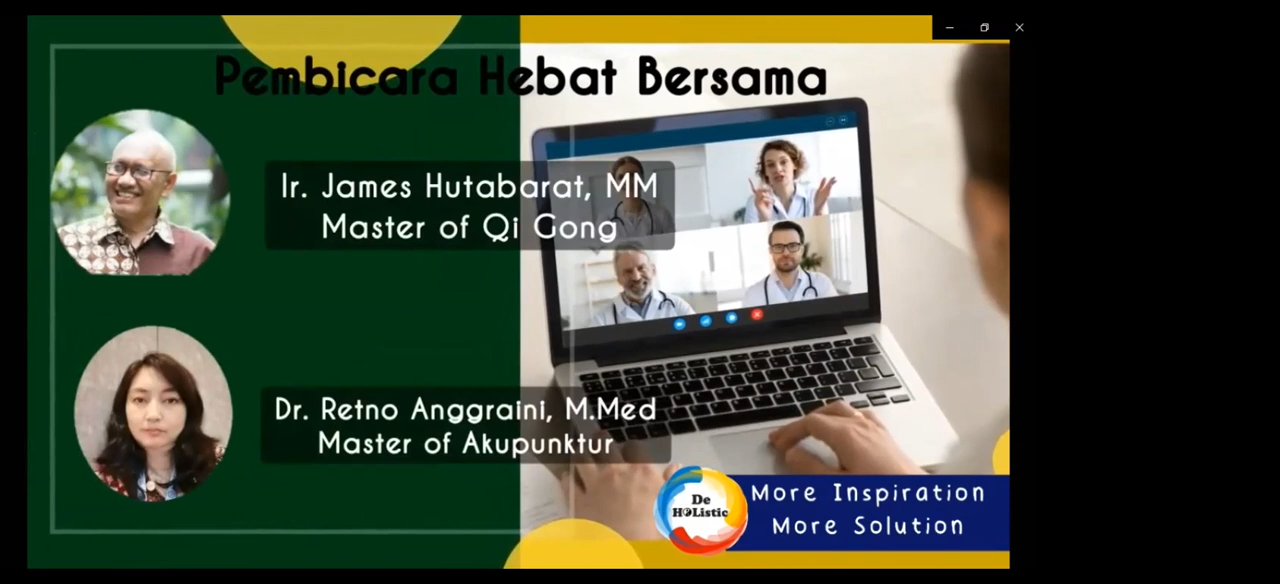 Pembicara Hebat Bersama
Ir. James Hutabarat, MM
Master of Qi Gong
Dr. Retno Anggraini, M.Med
Master of Akupunktur
De
HOListic
More Inspiration
More Solution